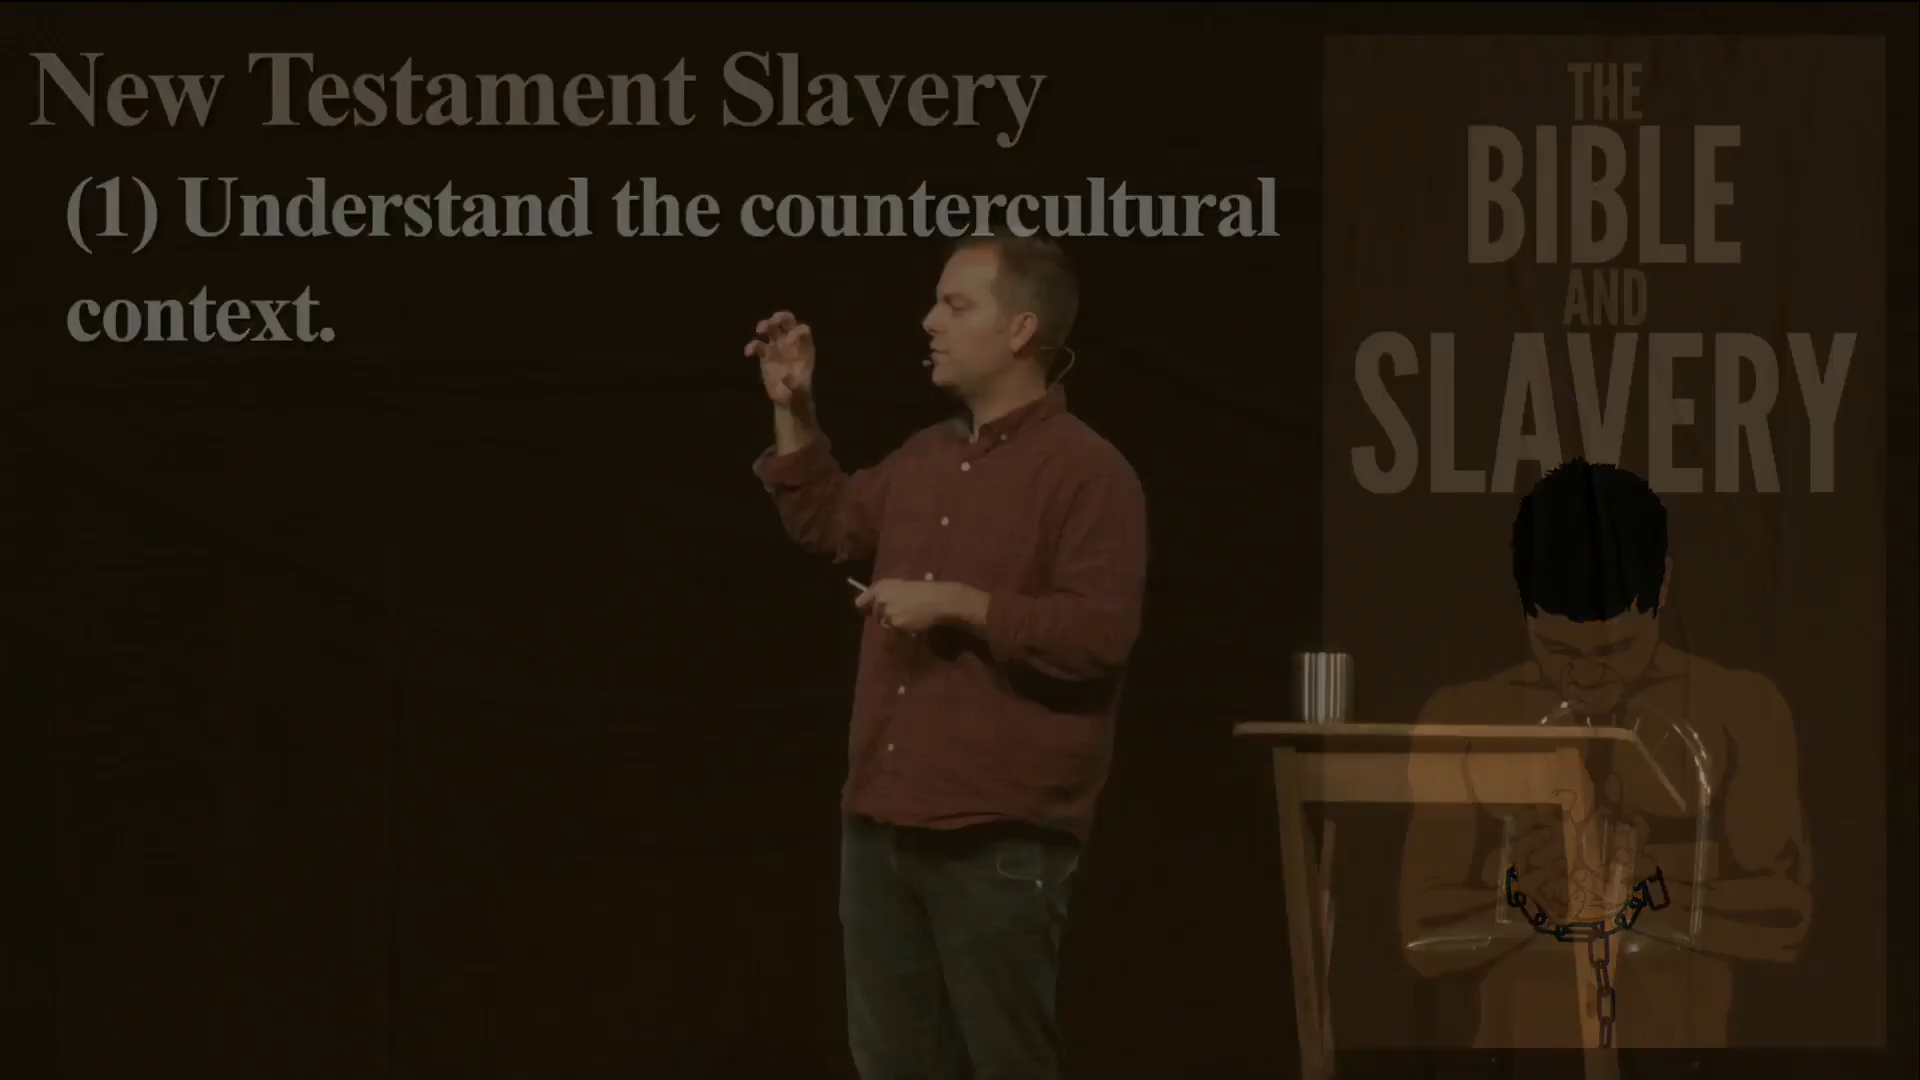 New Testament Slavery
(1) Understand the countercultural
context.
THE
BIBLE
AND
SLAVERY